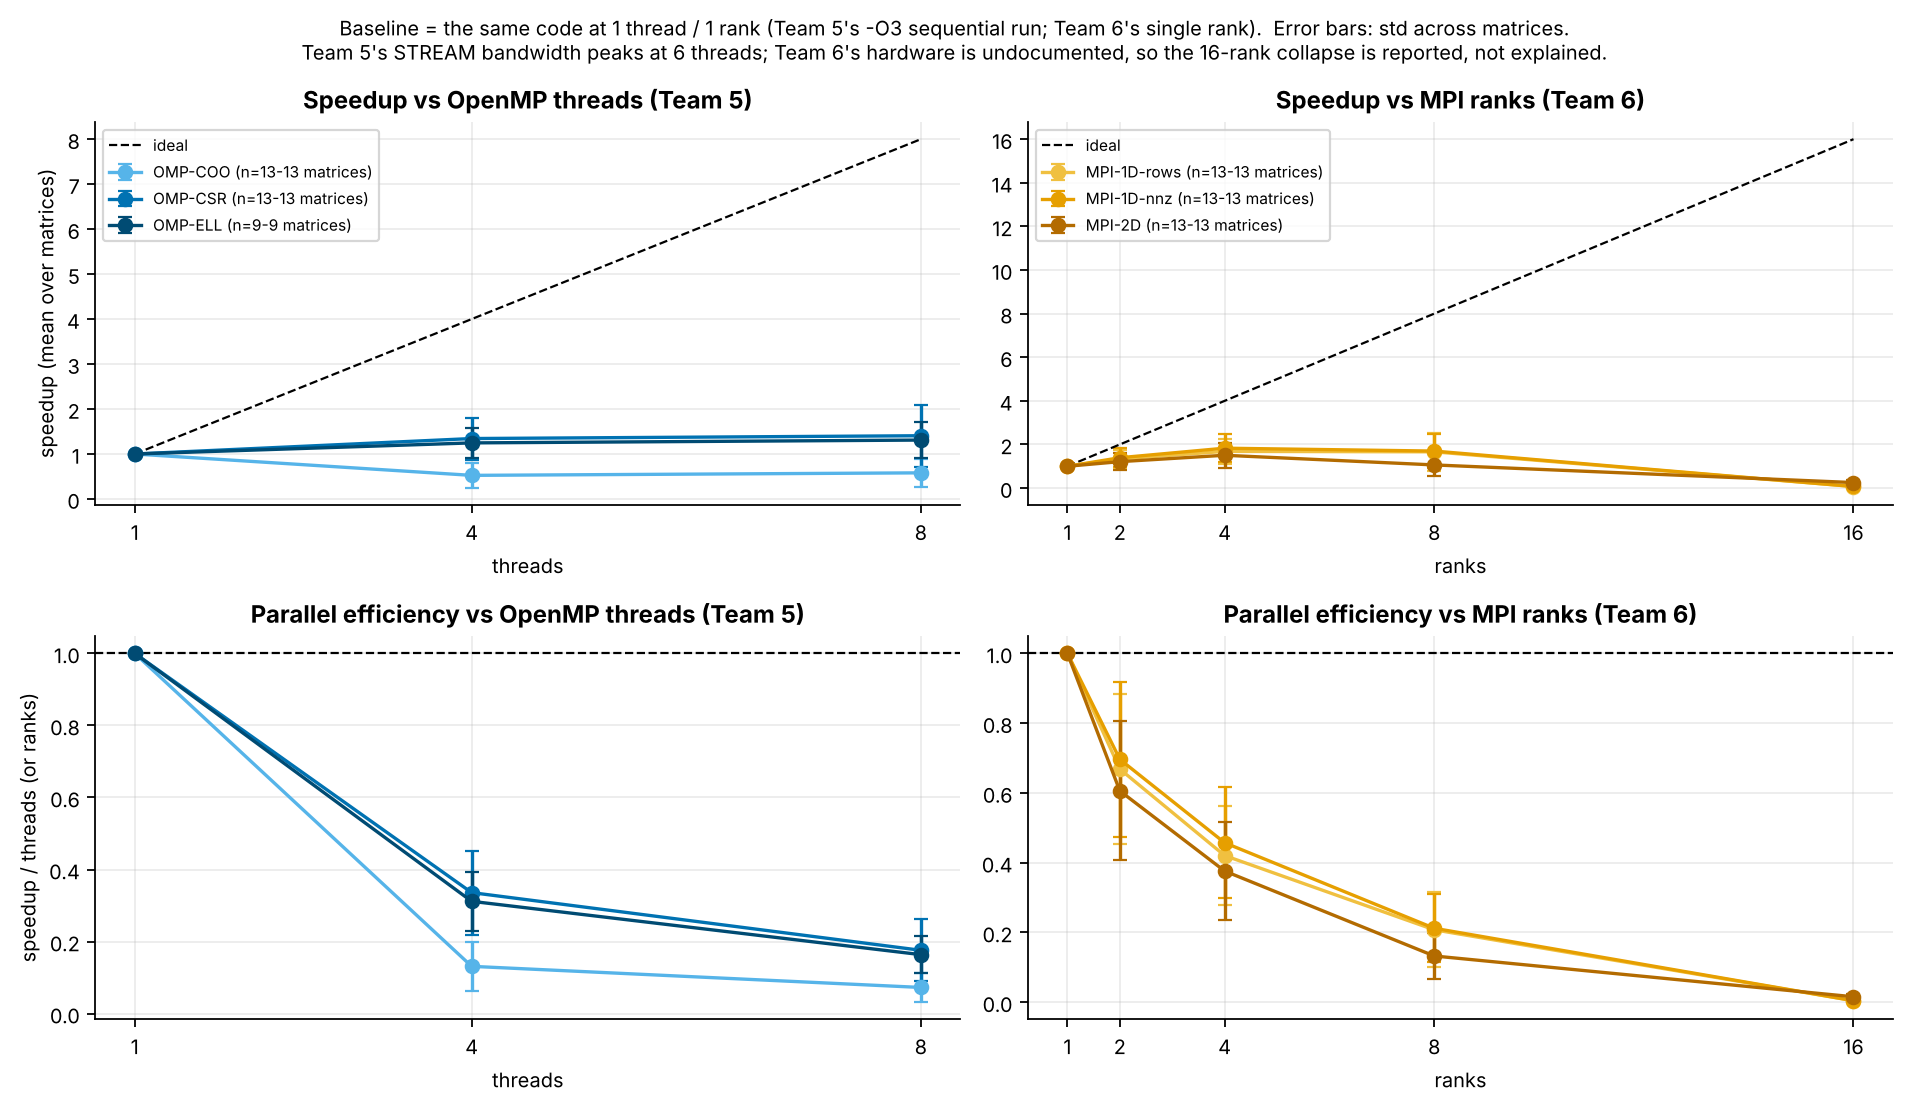 Baseline = the same code at 1 thread / 1 rank (Team 5's -O3 sequential run; Team 6's single rank).  Error bars: std across matrices.
Team 5's STREAM bandwidth peaks at 6 threads; Team 6's hardware is undocumented, so the 16-rank collapse is reported, not explained.
Speedup vs OpenMP threads (Team 5)
speedup (mean over matrices)
8
7
6
5
4
3
2
1
0
ideal
OMP-COO (n=13-13 matrices)
OMP-CSR (n=13-13 matrices)
OMP-ELL (n=9-9 matrices)
1 4 8
threads
Speedup vs MPI ranks (Team 6)
16
14
12
10
8
6
4
2
0
ideal
MPI-1D-rows (n=13-13 matrices)
MPI-1D-nnz (n=13-13 matrices)
MPI-2D (n=13-13 matrices)
1 2 4 8 16
ranks
Parallel efficiency vs OpenMP threads (Team 5)
speedup / threads (or ranks)
1.0
0.8
0.6
0.4
0.2
0.0
1 4 8
threads
Parallel efficiency vs MPI ranks (Team 6)
1.0
0.8
0.6
0.4
0.2
0.0
1 2 4 8 16
ranks